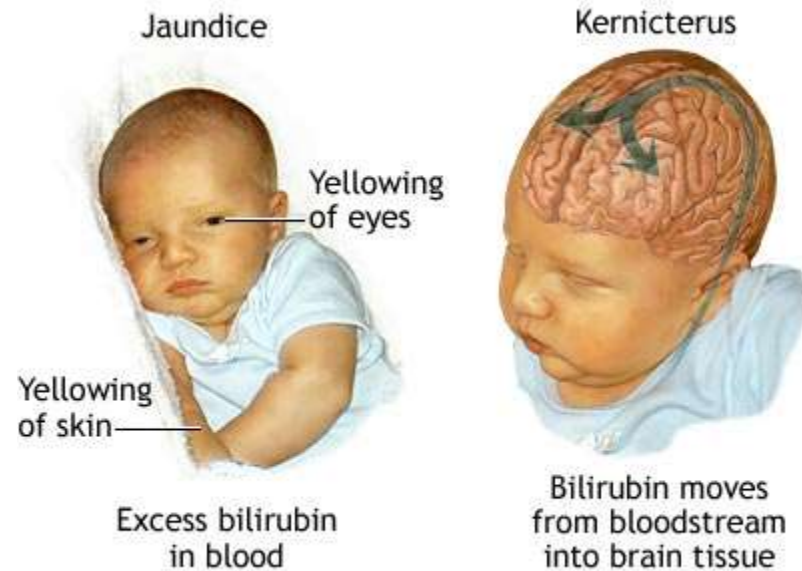 Jaundice
Yellowing
of eyes
Yellowing
of skin
Excess bilirubin
in blood
Kernicterus
Bilirubin moves
from bloodstream
into brain tissue